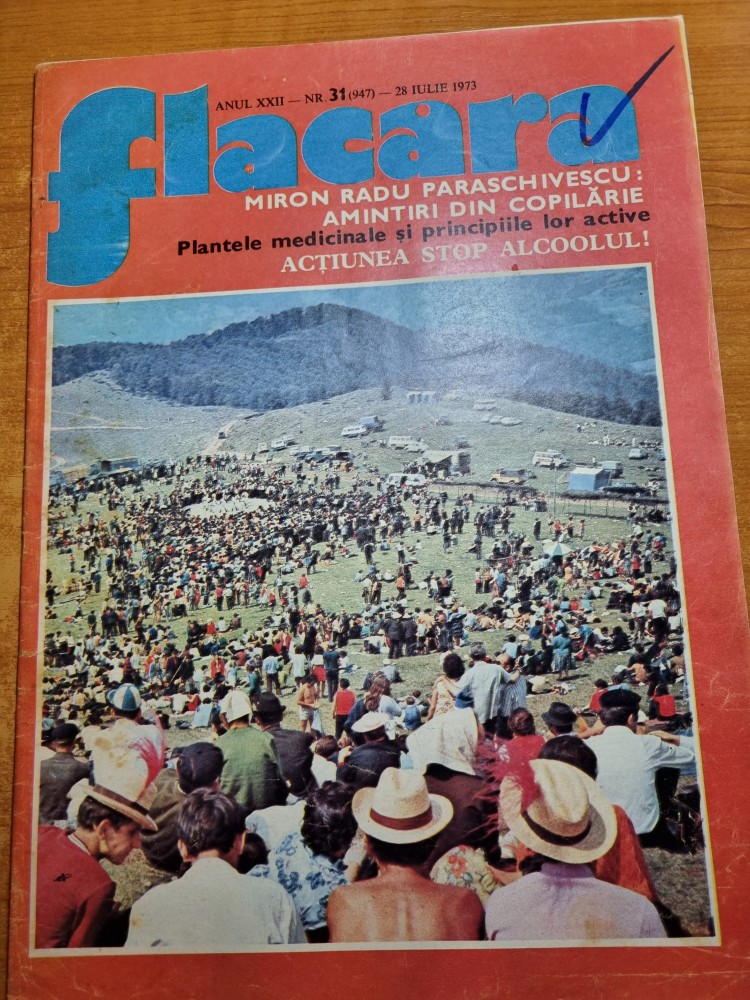 ANUL XXII — NR. 31 (947) — 28 IULIE 1973
flacara
MIRON RADU PARASCHIVESCU:
AMINTIRI DIN COPILĂRIE
Plantele medicinale și principiile lor active
ACȚIUNEA STOP ALCOOLUL!